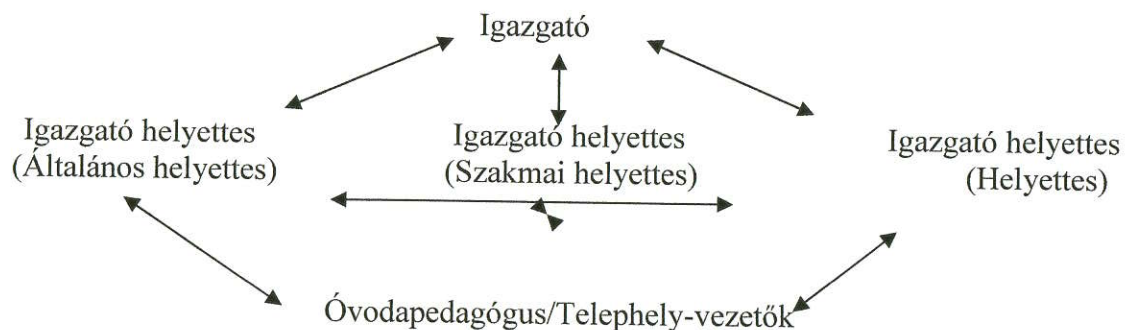 Igazgató
Igazgató helyettes
(Általános helyettes)
Igazgató helyettes
(Szakmai helyettes)
Igazgató helyettes
(Helyettes)
Óvodapedagógus/Telephely-vezetők